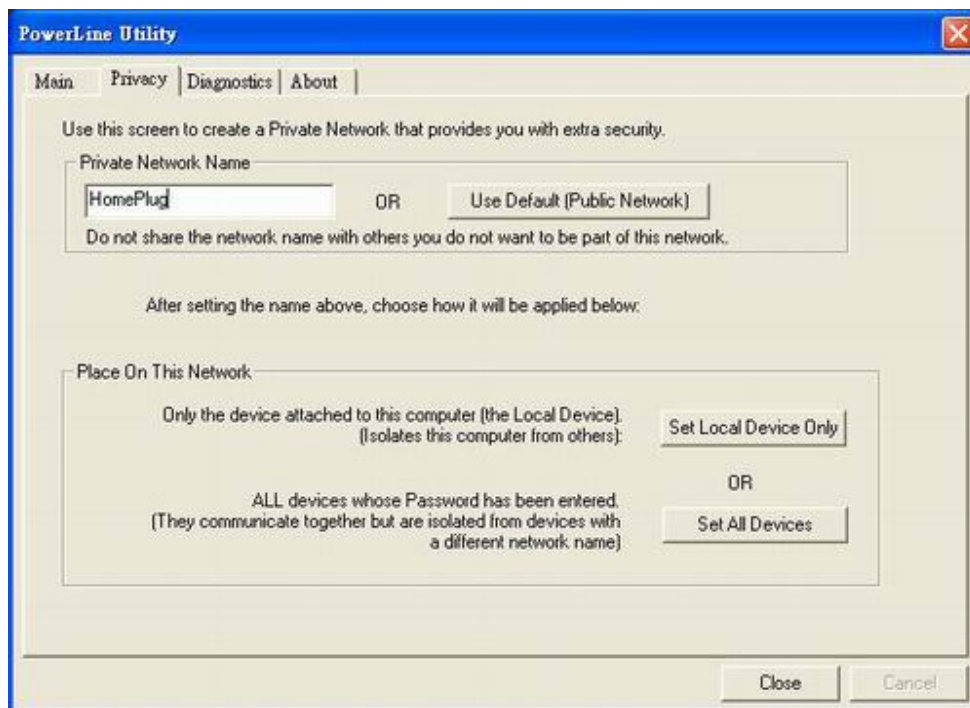 PowerLine Utility
Main Privacy Diagnostics About
Use this screen to create a Private Network that provides you with extra security.
Private Network Name
HomePlug OR Use Default (Public Network)
Do not share the network name with others you do not want to be part of this network.
After setting the name above, choose how it will be applied below:
Place On This Network
Only the device attached to this computer (the Local Device).
(Isolates this computer from others):
Set Local Device Only
OR
ALL devices whose Password has been entered.
(They communicate together but are isolated from devices with
a different network name)
Set All Devices
Close Cancel